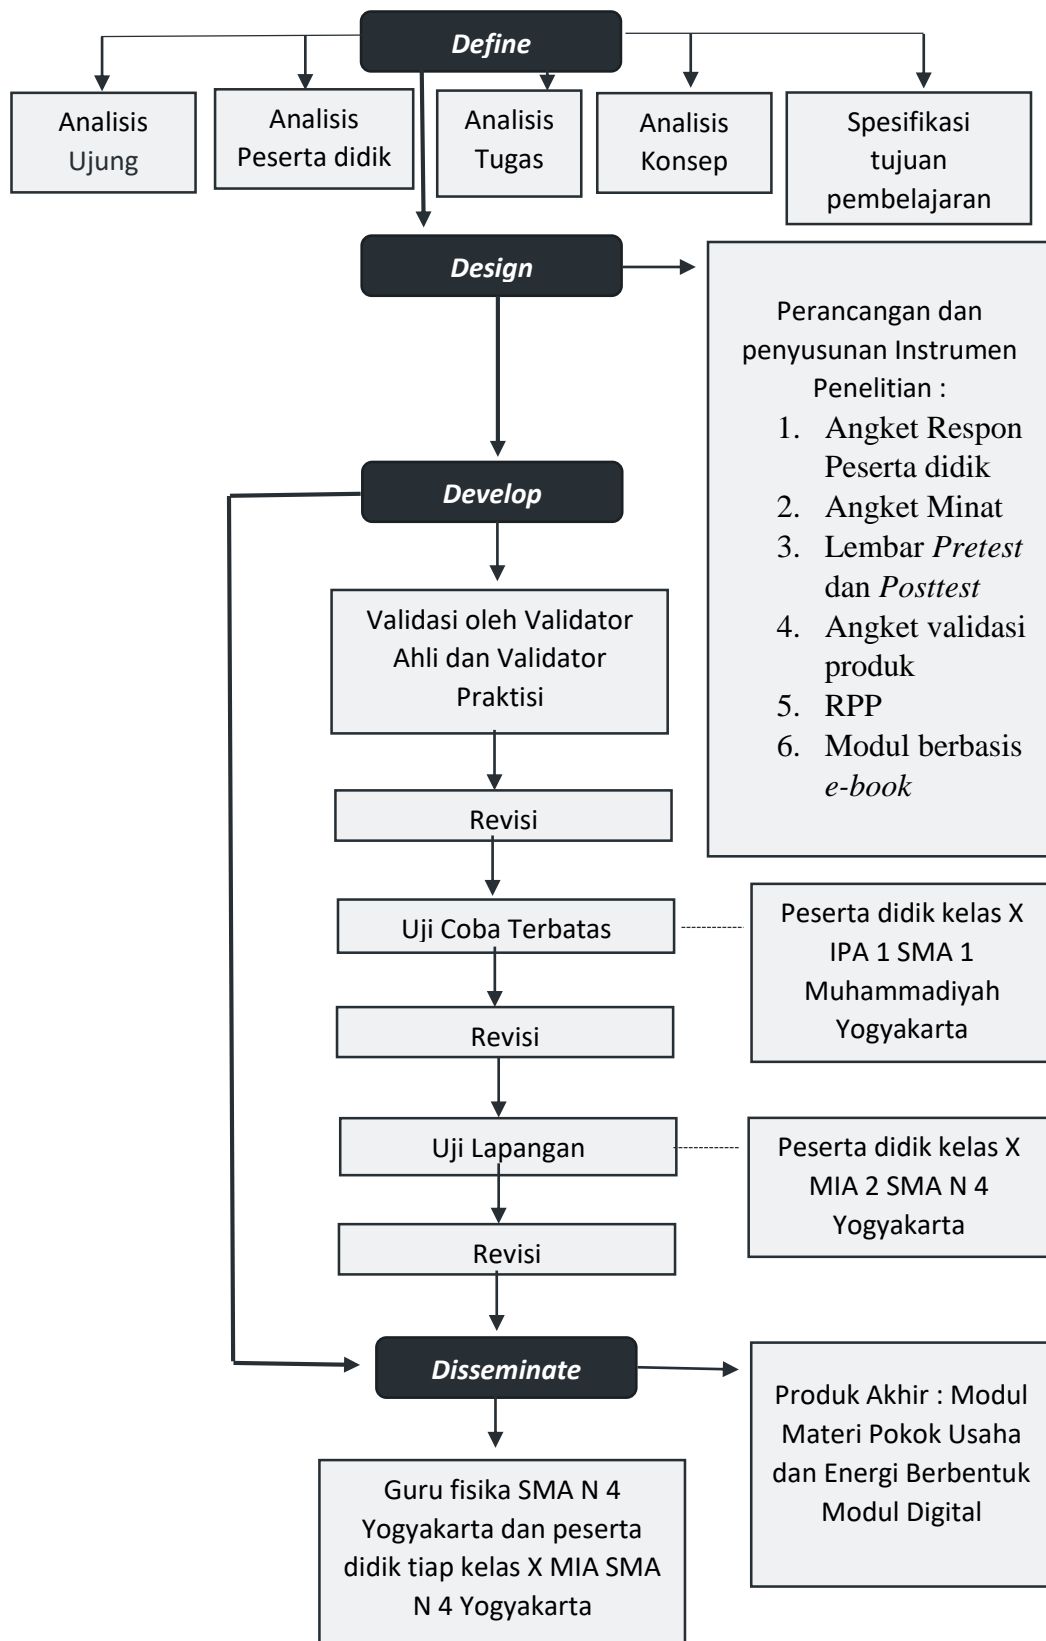 Define
Analisis
Ujung
Analisis
Peserta didik
Analisis
Tugas
Analisis
Konsep
Spesifikasi
tujuan
pembelajaran
Design
Perancangan dan
penyusunan Instrumen
Penelitian :
1. Angket Respon
Peserta didik
2. Angket Minat
3. Lembar Pretest
dan Posttest
4. Angket validasi
produk
5. RPP
6. Modul berbasis
e-book
Develop
Validasi oleh Validator
Ahli dan Validator
Praktisi
Revisi
Uji Coba Terbatas
Peserta didik kelas X
IPA 1 SMA 1
Muhammadiyah
Yogyakarta
Revisi
Uji Lapangan
Peserta didik kelas X
MIA 2 SMA N 4
Yogyakarta
Revisi
Disseminate
Produk Akhir : Modul
Materi Pokok Usaha
dan Energi Berbentuk
Modul Digital
Guru fisika SMA N 4
Yogyakarta dan peserta
didik tiap kelas X MIA SMA
N 4 Yogyakarta